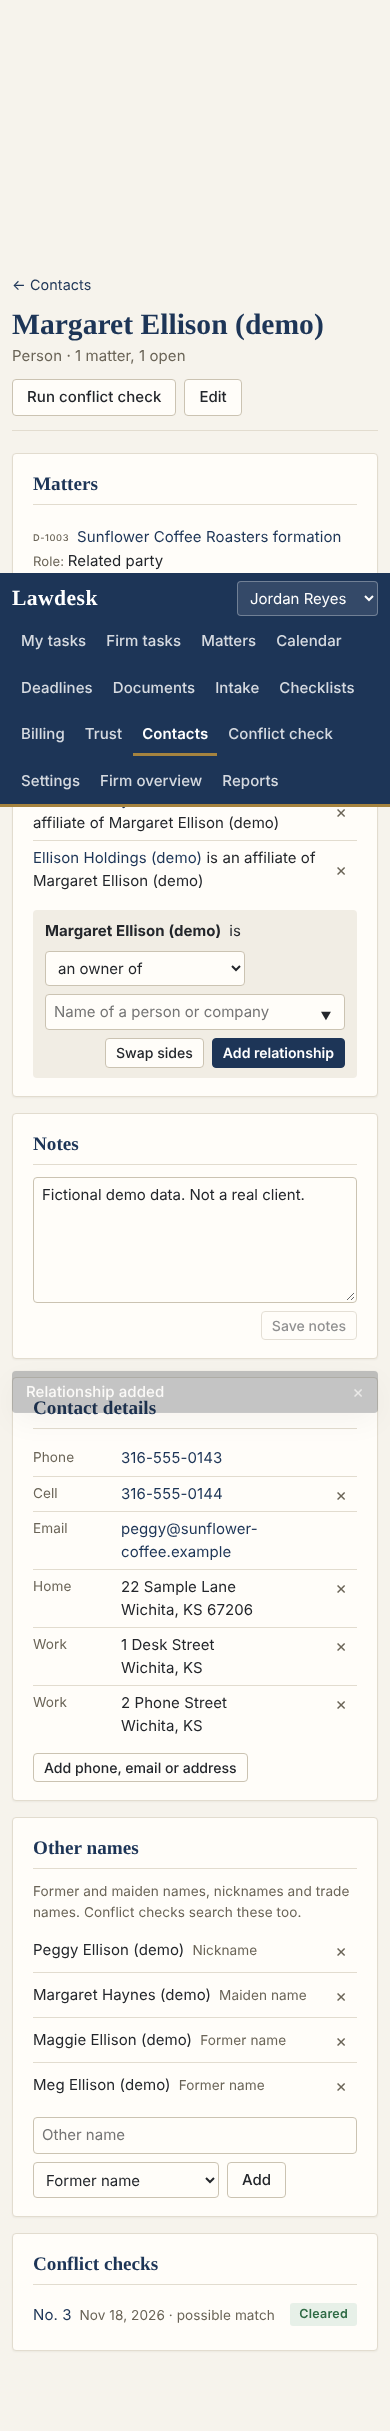 ← Contacts
Margaret Ellison (demo)
Person · 1 matter, 1 open
Run conflict check Edit
Matters
D-1003 Sunflower Coffee Roasters formation
Role: Related party
Lawdesk Jordan Reyes
My tasks Firm tasks Matters Calendar
Deadlines Documents Intake Checklists
Billing Trust Contacts Conflict check
Settings Firm overview Reports
×
affiliate of Margaret Ellison (demo)
Ellison Holdings (demo) is an affiliate of
Margaret Ellison (demo)
×
Margaret Ellison (demo) is
an owner of
Name of a person or company ▼
Swap sides Add relationship
Notes
Fictional demo data. Not a real client.
Save notes
Relationship added ×
Contact details
Phone 316-555-0143
Cell 316-555-0144 ×
Email peggy@sunflower-
coffee.example
Home 22 Sample Lane ×
Wichita, KS 67206
Work 1 Desk Street ×
Wichita, KS
Work 2 Phone Street ×
Wichita, KS
Add phone, email or address
Other names
Former and maiden names, nicknames and trade
names. Conflict checks search these too.
Peggy Ellison (demo) Nickname ×
Margaret Haynes (demo) Maiden name ×
Maggie Ellison (demo) Former name ×
Meg Ellison (demo) Former name ×
Other name
Former name Add
Conflict checks
No. 3 Nov 18, 2026 · possible match Cleared